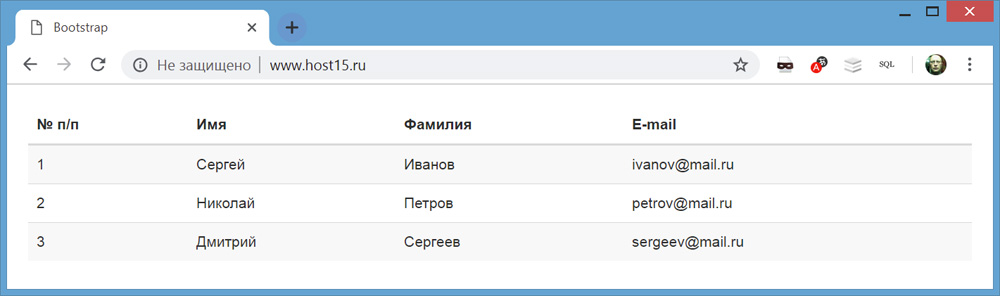 Bootstrap
Не защищено | www.host15.ru SQL
№ п/п Имя Фамилия E-mail
1 Сергей Иванов ivanov@mail.ru
2 Николай Петров petrov@mail.ru
3 Дмитрий Сергеев sergeev@mail.ru